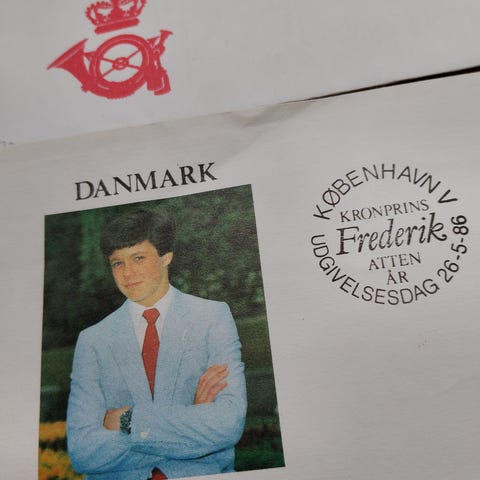 DANMARK
KØBENHAVN V
KRONPRINS
Frederik
ATTEN
ÅR
UDGIVELSESDAG 26-5-86